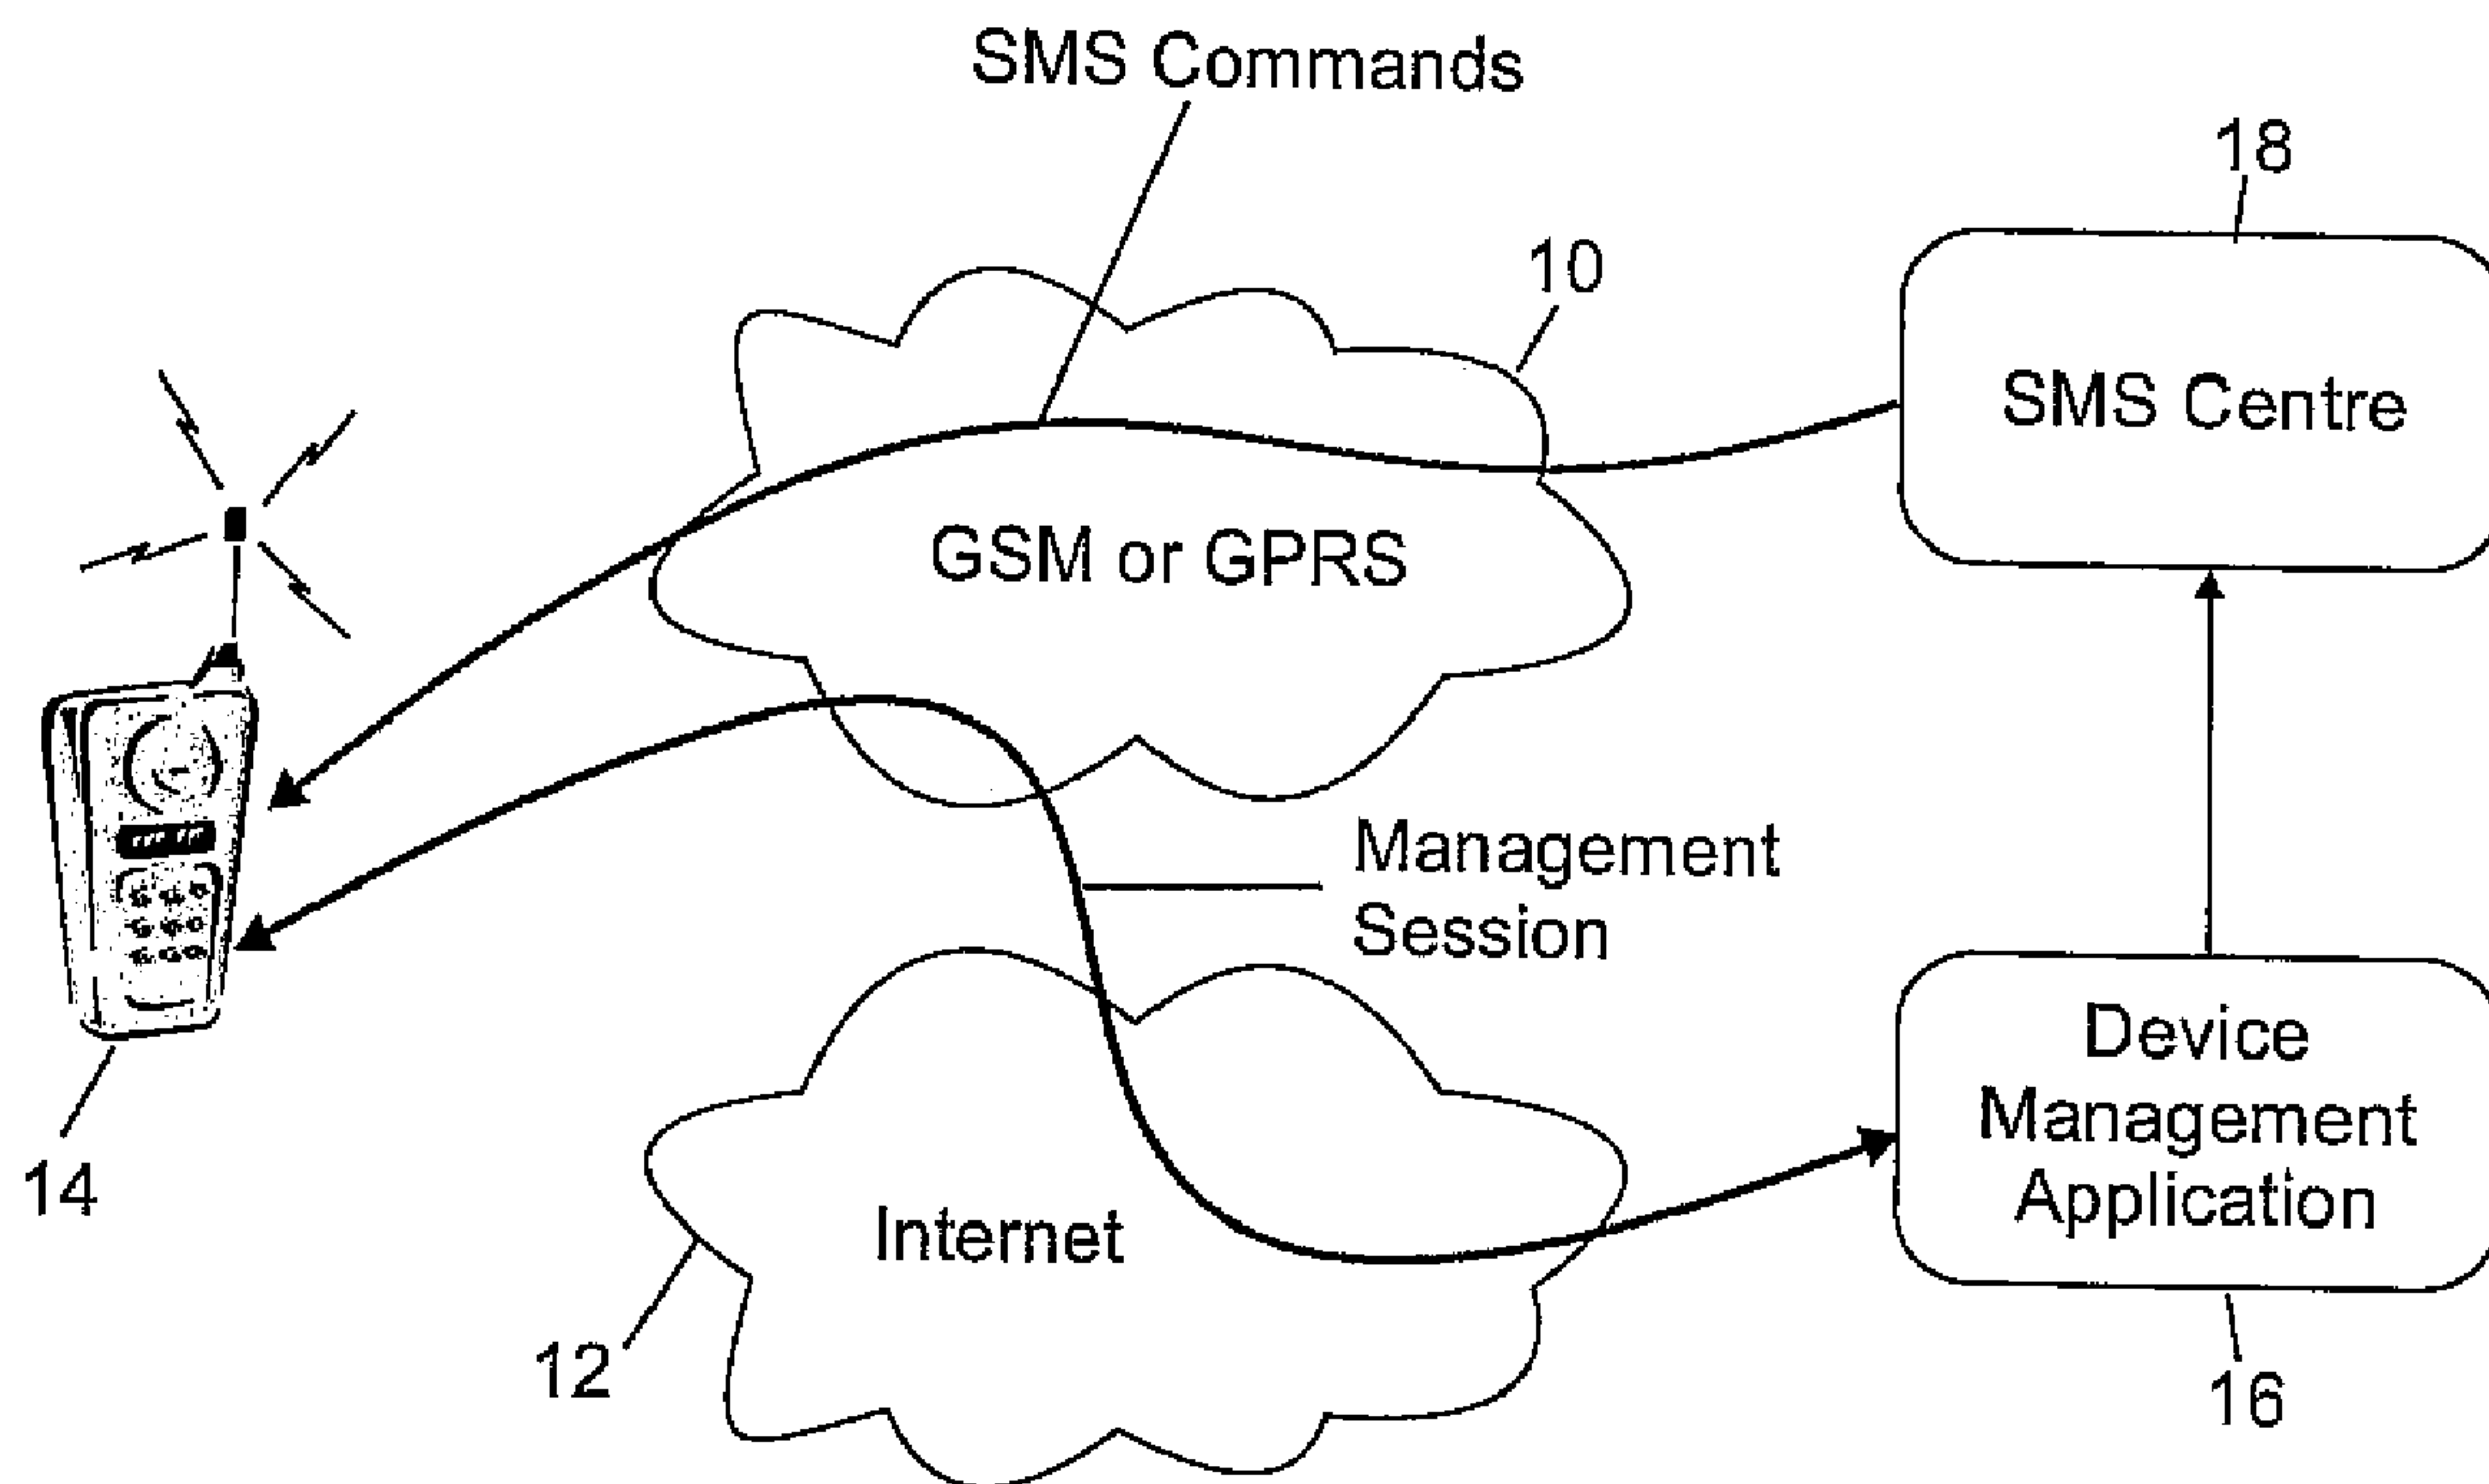 SMS Commands
18
10
SMS Centre
GSM or GPRS
Management
Session
Device
Management
Application
14
Internet
12
16